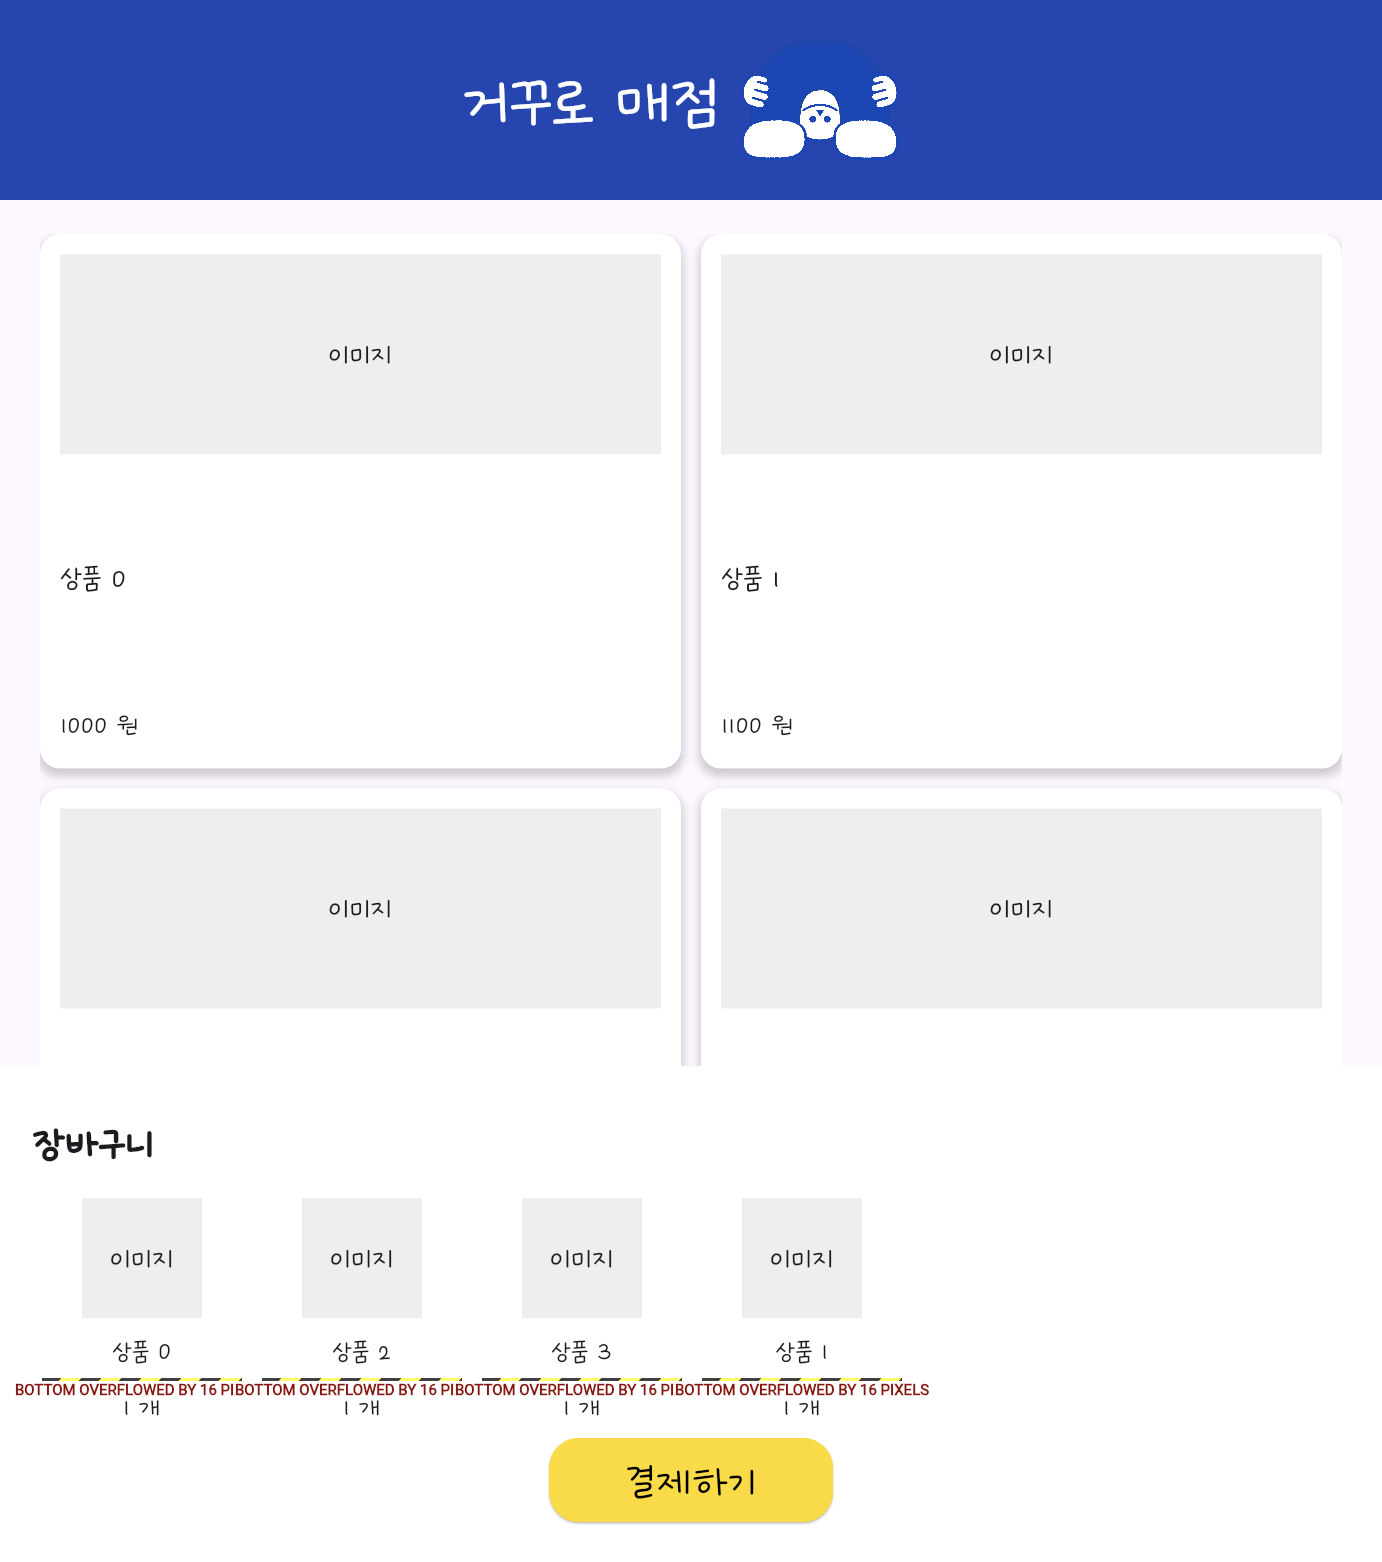 거꾸로 매점
이미지
이미지
상품 0
상품 1
1000 원
1100 원
이미지
이미지
장바구니
이미지
이미지
이미지
이미지
상품 0
상품 2
상품 3
상품 1
BOTTOM OVERFLOWED BY 16 PI
BOTTOM OVERFLOWED BY 16 PI
BOTTOM OVERFLOWED BY 16 PI
BOTTOM OVERFLOWED BY 16 PIXELS
1 개
1 개
1 개
1 개
결제하기